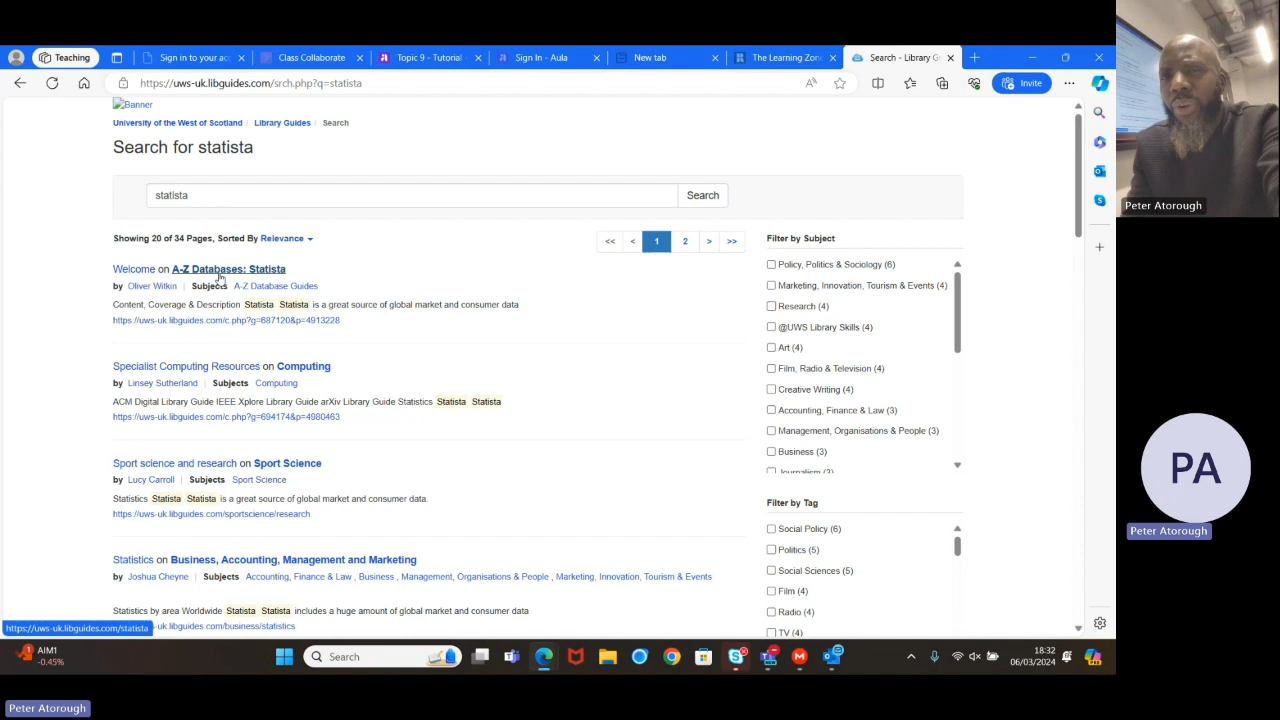 Teaching
Sign in to your ac
Class Collaborate
Topic 9 - Tutorial -
Sign In - Aula
New tab
The Learning Zon
Search - Library G
https://uws-uk.libguides.com/srch.php?q=statista
Invite
Banner
University of the West of Scotland
Library Guides
Search
Search for statista
statista
Search
Showing 20 of 34 Pages, Sorted By Relevance
<< < 1 2 > >>
Welcome on A-Z Databases: Statista
by Oliver Witkin | Subjects A-Z Database Guides
Content, Coverage & Description Statista Statista is a great source of global market and consumer data
https://uws-uk.libguides.com/c.php?g=687120&p=4913228
Specialist Computing Resources on Computing
by Linsey Sutherland | Subjects Computing
ACM Digital Library Guide IEEE Xplore Library Guide arXiv Library Guide Statistics Statista Statista
https://uws-uk.libguides.com/c.php?g=694174&p=4980463
Sport science and research on Sport Science
by Lucy Carroll | Subjects Sport Science
Statistics Statista Statista is a great source of global market and consumer data.
https://uws-uk.libguides.com/sportscience/research
Statistics on Business, Accounting, Management and Marketing
by Joshua Cheyne | Subjects Accounting, Finance & Law , Business , Management, Organisations & People , Marketing, Innovation, Tourism & Events
Statistics by area Worldwide Statista Statista includes a huge amount of global market and consumer data
uws-uk.libguides.com/business/statistics
https://uws-uk.libguides.com/statista
Filter by Subject
Policy, Politics & Sociology (6)
Marketing, Innovation, Tourism & Events (4)
Research (4)
@UWS Library Skills (4)
Art (4)
Film, Radio & Television (4)
Creative Writing (4)
Accounting, Finance & Law (3)
Management, Organisations & People (3)
Business (3)
Journalism (3)
Filter by Tag
Social Policy (6)
Politics (5)
Social Sciences (5)
Film (4)
Radio (4)
TV (4)
Peter Atorough
PA
Peter Atorough
1
AIM1
-0.45%
Search
18:32
06/03/2024
Peter Atorough